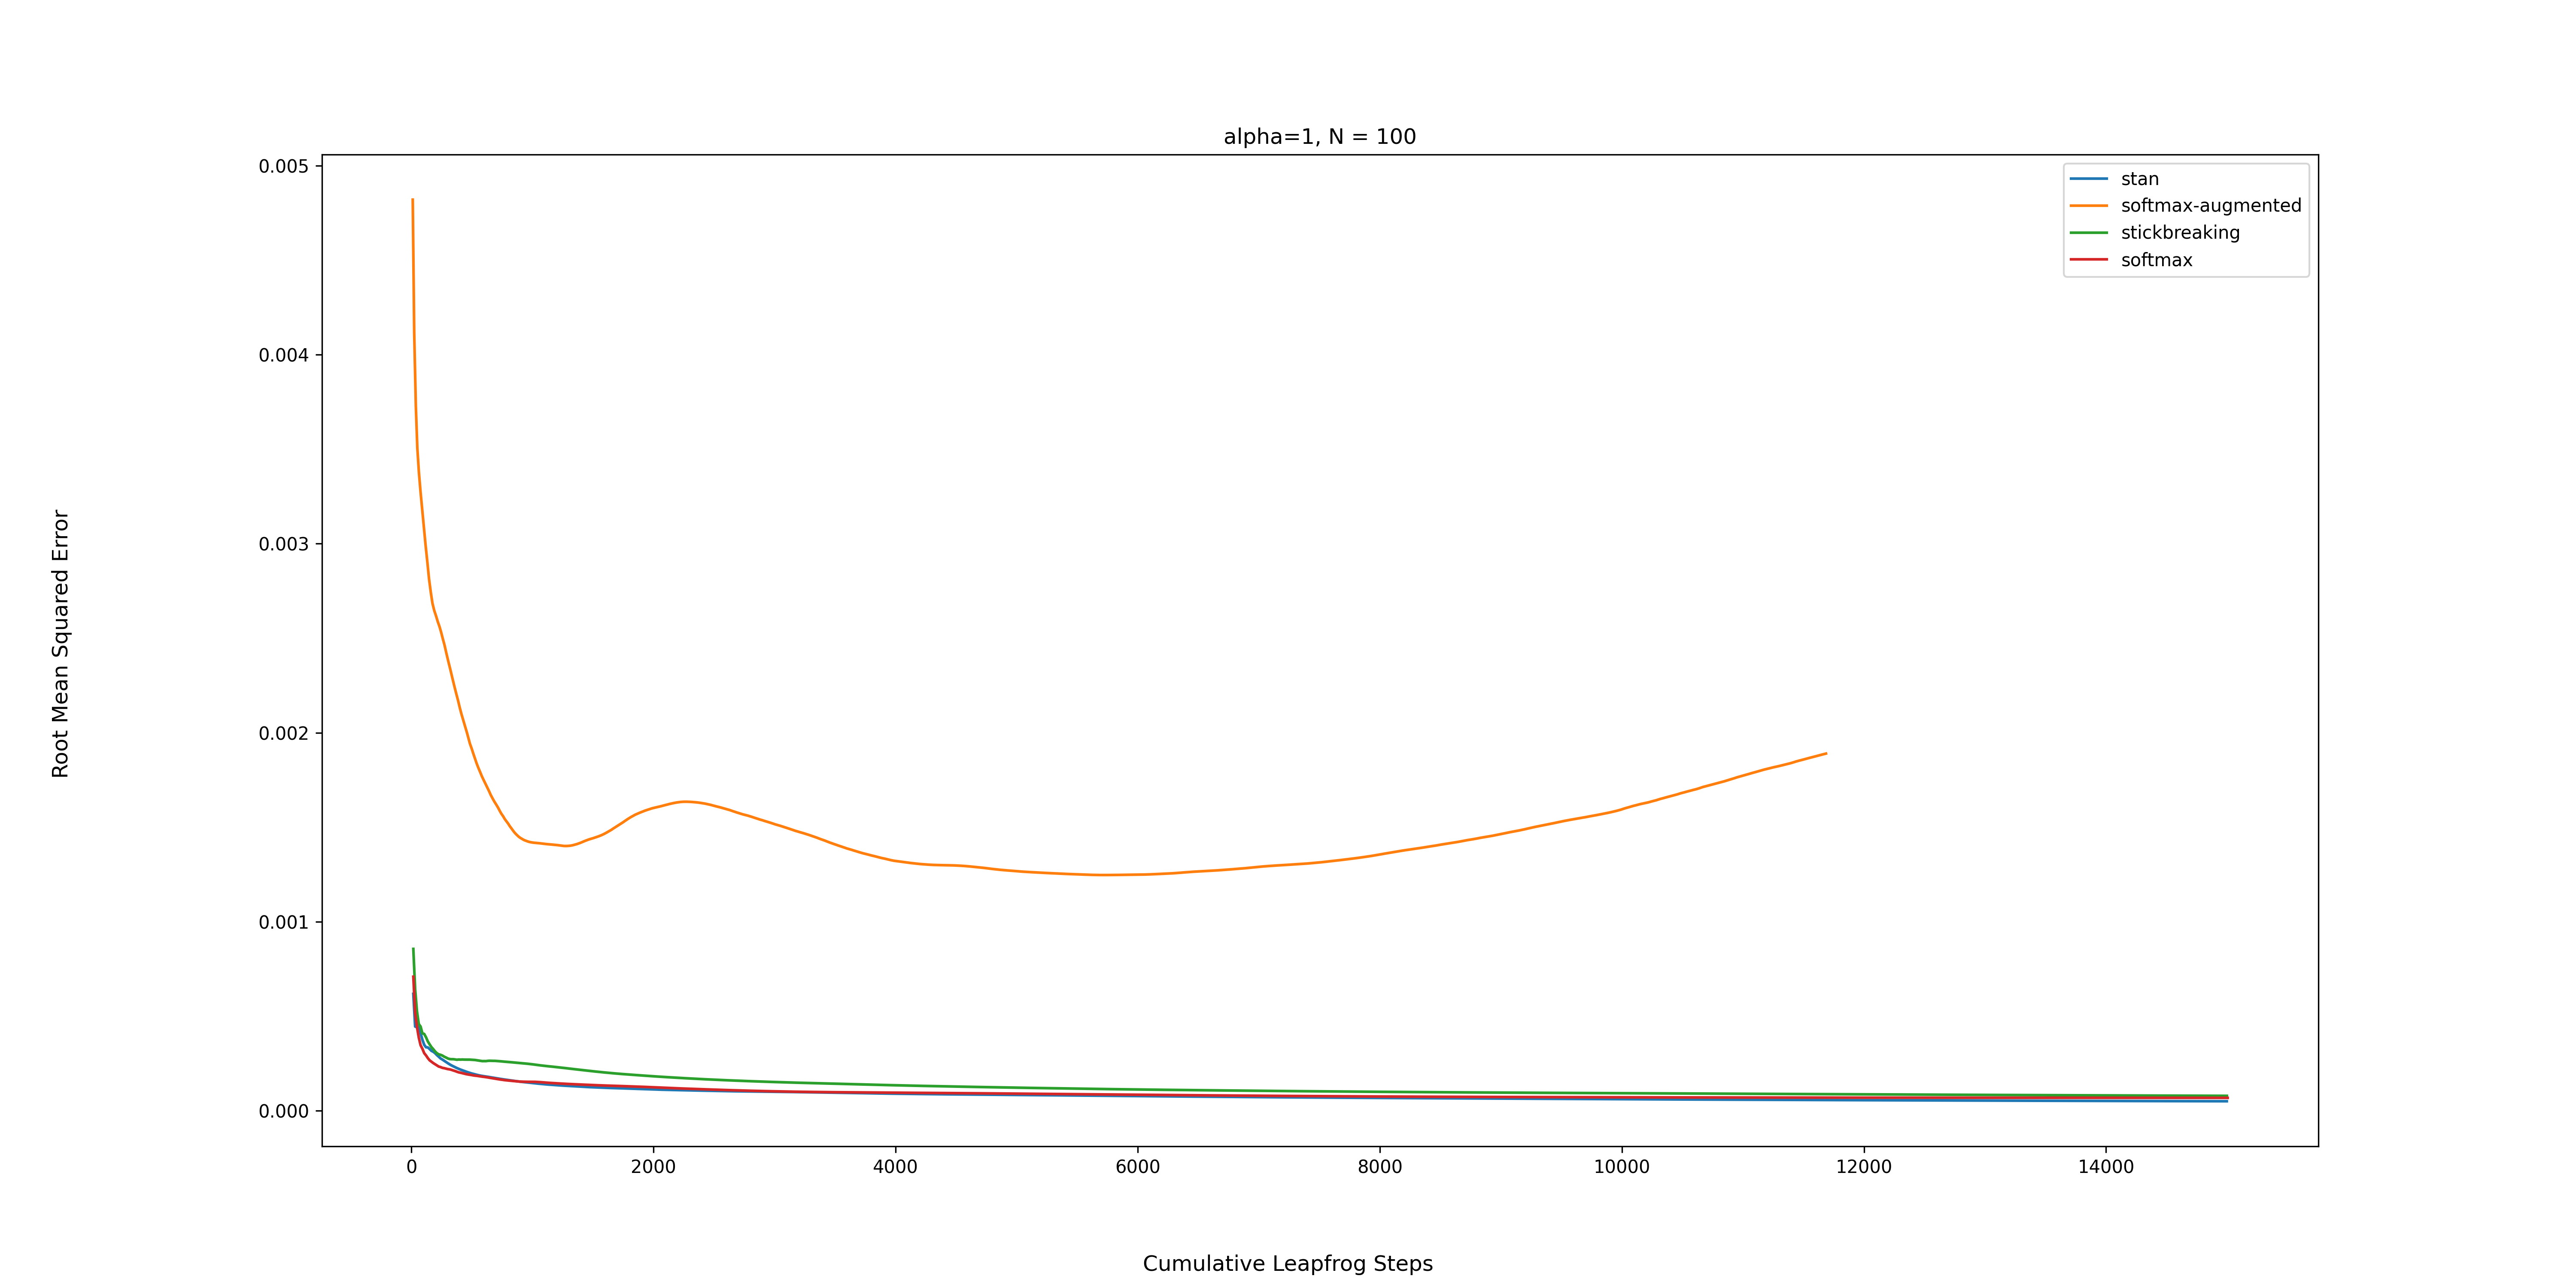 alpha=1, N = 100
stan
softmax-augmented
stickbreaking
softmax
0.005
0.004
0.003
0.002
0.001
0.000
Root Mean Squared Error
0
2000
4000
6000
8000
10000
12000
14000
Cumulative Leapfrog Steps